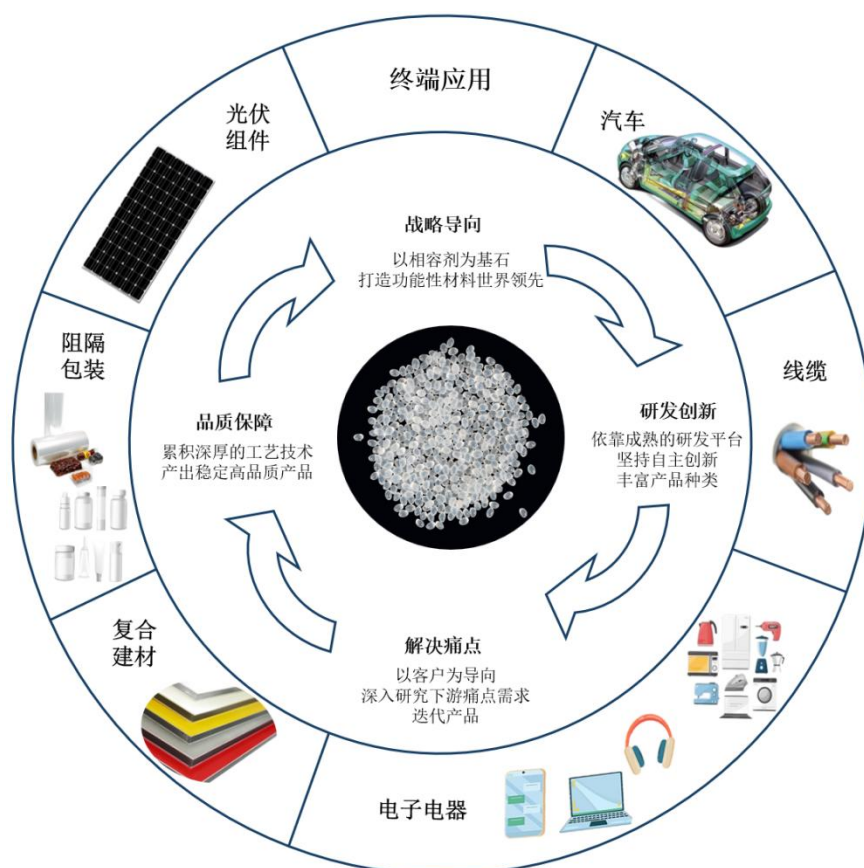 终端应用
汽车
线缆
电子电器
复合
建材
阻隔
包装
光伏
组件
战略导向
以相容剂为基石
打造功能性材料世界领先
研发创新
依靠成熟的研发平台
坚持自主创新
丰富产品种类
解决痛点
以客户为导向
深入研究下游痛点需求
迭代产品
品质保障
累积深厚的工艺技术
产出稳定高品质产品